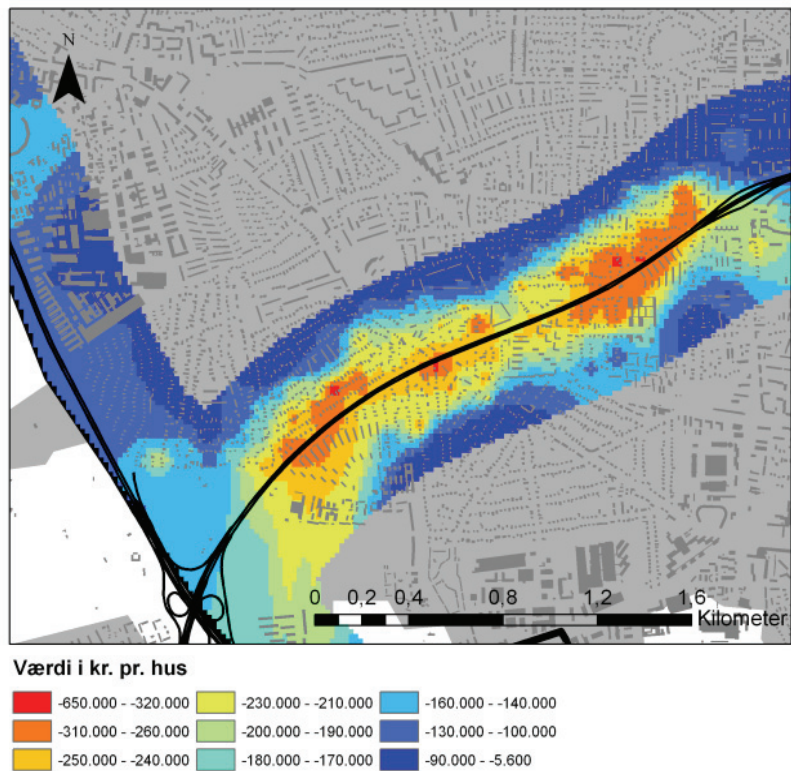 N
0 0,2 0,4 0,8 1,2 1,6
Kilometer
Værdi i kr. pr. hus
-650.000 - -320.000 -230.000 - -210.000 -160.000 - -140.000
-310.000 - -260.000 -200.000 - -190.000 -130.000 - -100.000
-250.000 - -240.000 -180.000 - -170.000 -90.000 - -5.600